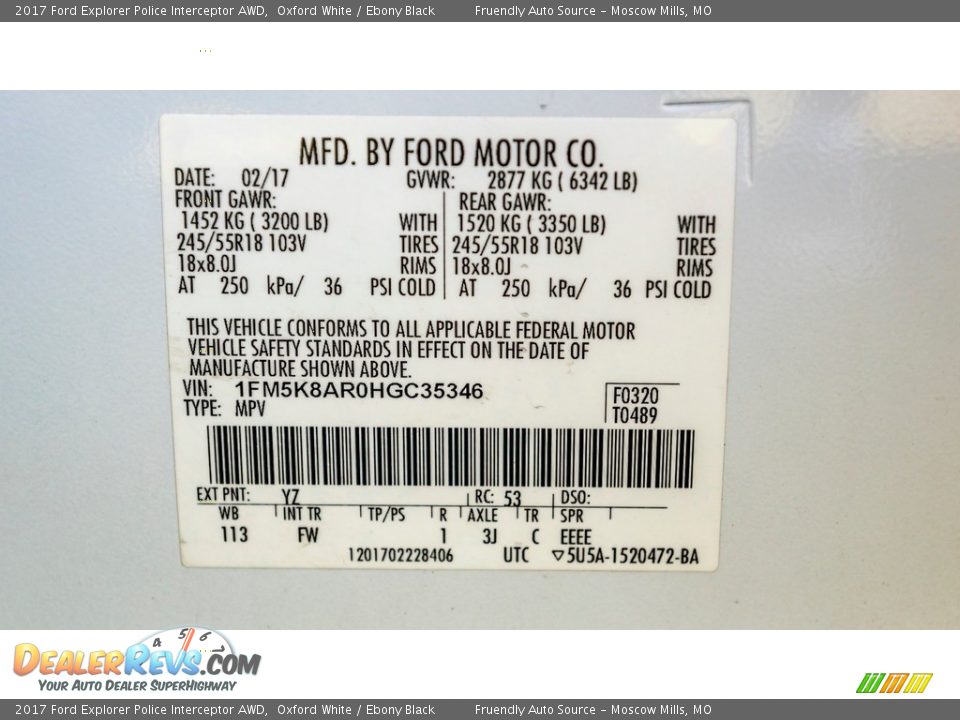 2017 Ford Explorer Police Interceptor AWD,  Oxford White / Ebony Black          Fruendly Auto Source – Moscow Mills, MO
...
MFD. BY FORD MOTOR CO.
DATE: 02/17 GVWR: 2877 KG ( 6342 LB)
FRONT GAWR: REAR GAWR:
1452 KG ( 3200 LB) WITH 1520 KG ( 3350 LB) WITH
245/55R18 103V TIRES 245/55R18 103V TIRES
18x8.0J RIMS 18x8.0J RIMS
AT 250 kPa/ 36 PSI COLD AT 250 kPa/ 36 PSI COLD
THIS VEHICLE CONFORMS TO ALL APPLICABLE FEDERAL MOTOR
VEHICLE SAFETY STANDARDS IN EFFECT ON THE DATE OF
MANUFACTURE SHOWN ABOVE.
VIN: 1FM5K8AR0HGC35346 F0320
TYPE: MPV T0489
EXT PNT: YZ RC: 53 DSO:
WB INT TR TP/PS R AXLE TR SPR
113 FW 1 3J C EEEE
1201702228406 UTC ▽5U5A-1520472-BA
4 5 6
DEALERREVS.COM
YOUR AUTO DEALER SUPERHIGHWAY
2017 Ford Explorer Police Interceptor AWD,  Oxford White / Ebony Black          Fruendly Auto Source – Moscow Mills, MO